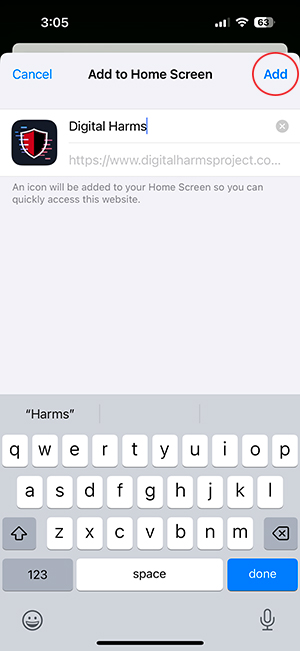 3:05 63
Cancel Add to Home Screen Add
Digital Harms
https://www.digitalharmsproject.co...
An icon will be added to your Home Screen so you can
quickly access this website.
“Harms”
q w e r t y u i o p
a s d f g h j k l
z x c v b n m
123 space done